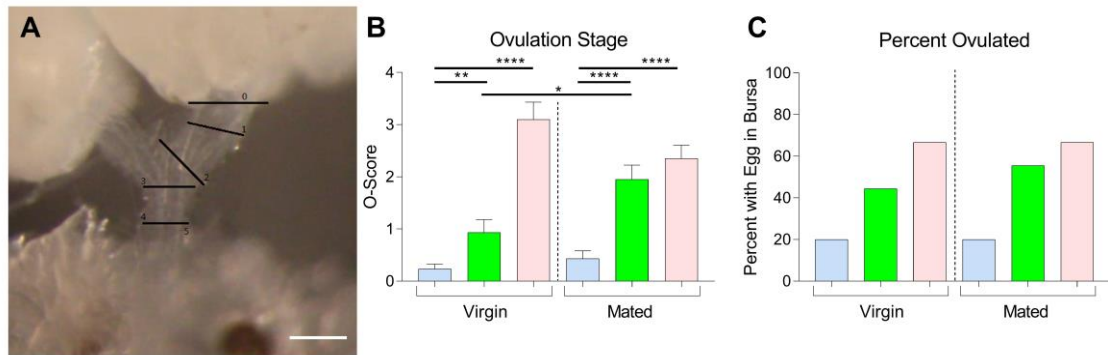 A
0
1
2
3
4
5
B
Ovulation Stage
**** ****
** ****
*
O-Score
4
3
2
1
0
Virgin Mated
C
Percent Ovulated
Percent with Egg in Bursa
100
80
60
40
20
0
Virgin Mated